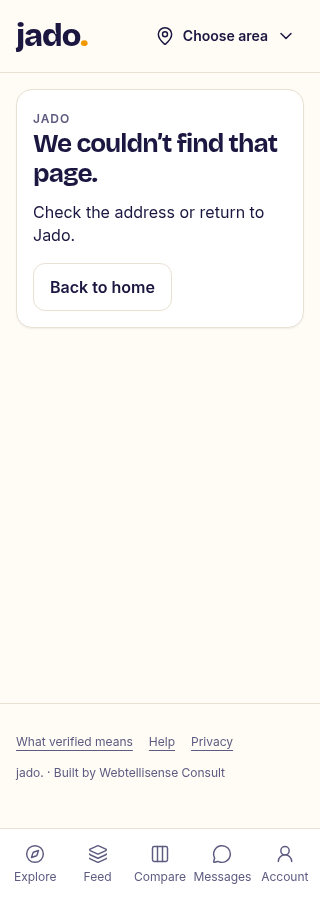 jado.
Choose area
JADO
We couldn’t find that
page.
Check the address or return to
Jado.
Back to home
What verified means Help Privacy
jado. · Built by Webtellisense Consult
Explore Feed Compare Messages Account